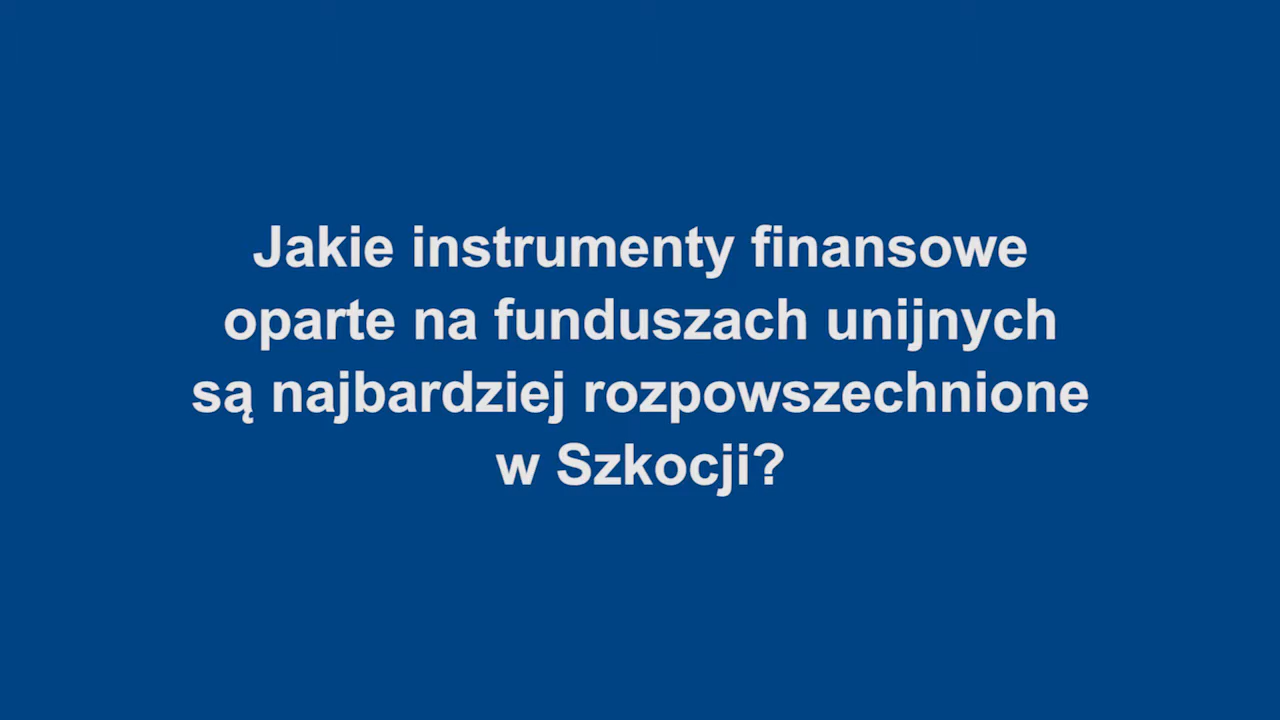 Jakie instrumenty finansowe
oparte na funduszach unijnych
są najbardziej rozpowszechnione
w Szkocji?